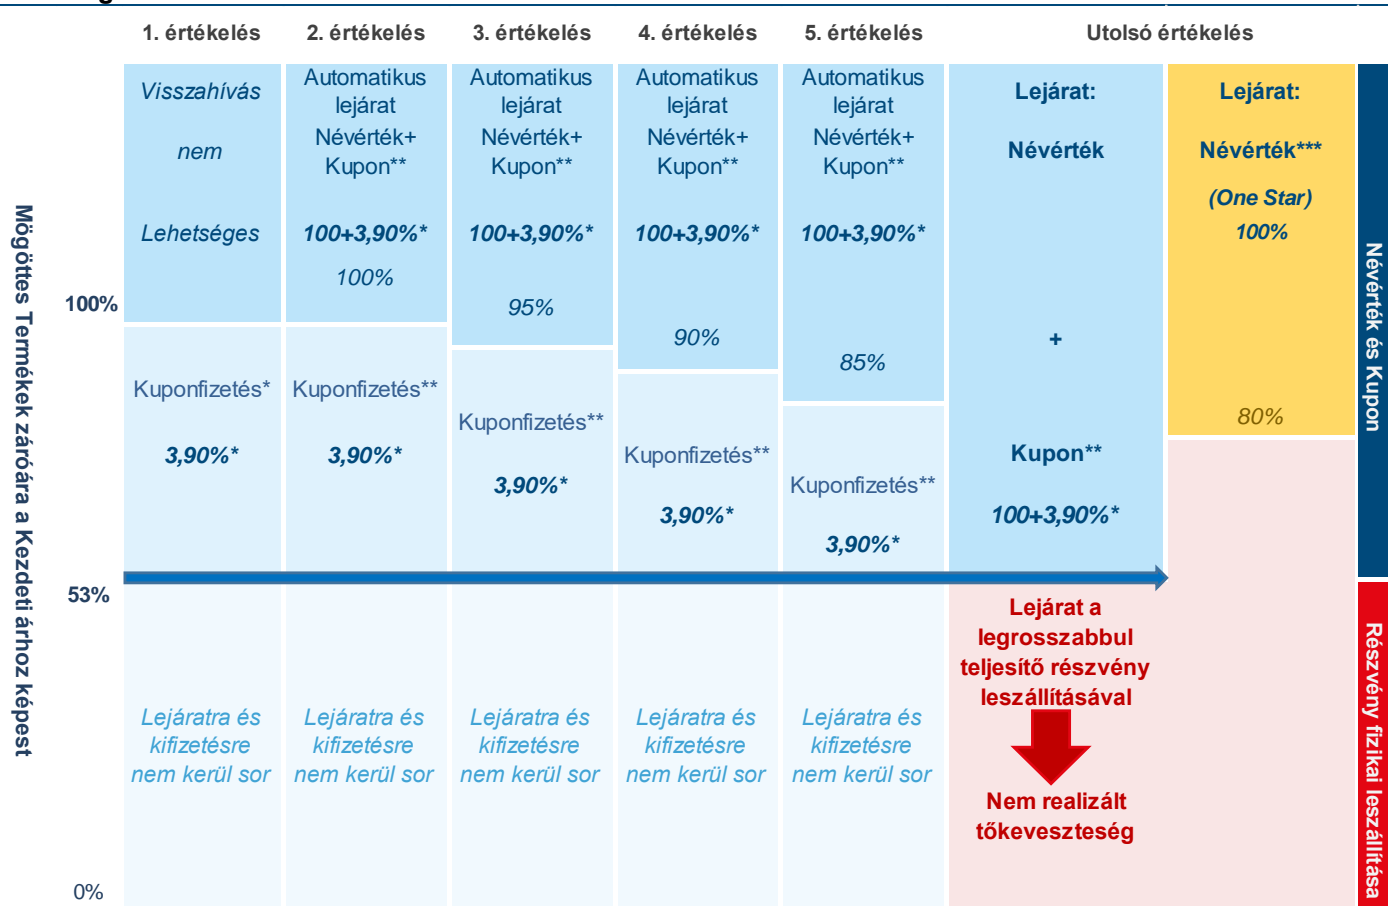 1. értékelés
2. értékelés
3. értékelés
4. értékelés
5. értékelés
Utolsó értékelés
Mögöttes Termékek záróára a Kezdeti árhoz képest
100%
53%
0%
Visszahívás
nem
Lehetséges
Kuponfizetés*
3,90%*
Lejáratra és
kifizetésre
nem kerül sor
Automatikus
lejárat
Névérték+
Kupon**
100+3,90%*
100%
Kuponfizetés**
3,90%*
Lejáratra és
kifizetésre
nem kerül sor
Automatikus
lejárat
Névérték+
Kupon**
100+3,90%*
95%
Kuponfizetés**
3,90%*
Lejáratra és
kifizetésre
nem kerül sor
Automatikus
lejárat
Névérték+
Kupon**
100+3,90%*
90%
Kuponfizetés**
3,90%*
Lejáratra és
kifizetésre
nem kerül sor
Automatikus
lejárat
Névérték+
Kupon**
100+3,90%*
85%
Kuponfizetés**
3,90%*
Lejáratra és
kifizetésre
nem kerül sor
Lejárat:
Névérték
+
Kupon**
100+3,90%*
Lejárat a
legrosszabbul
teljesítő részvény
leszállításával
Nem realizált
tőkeveszteség
Lejárat:
Névérték***
(One Star)
100%
80%
Névérték és Kupon
Részvény fizikai leszállítása